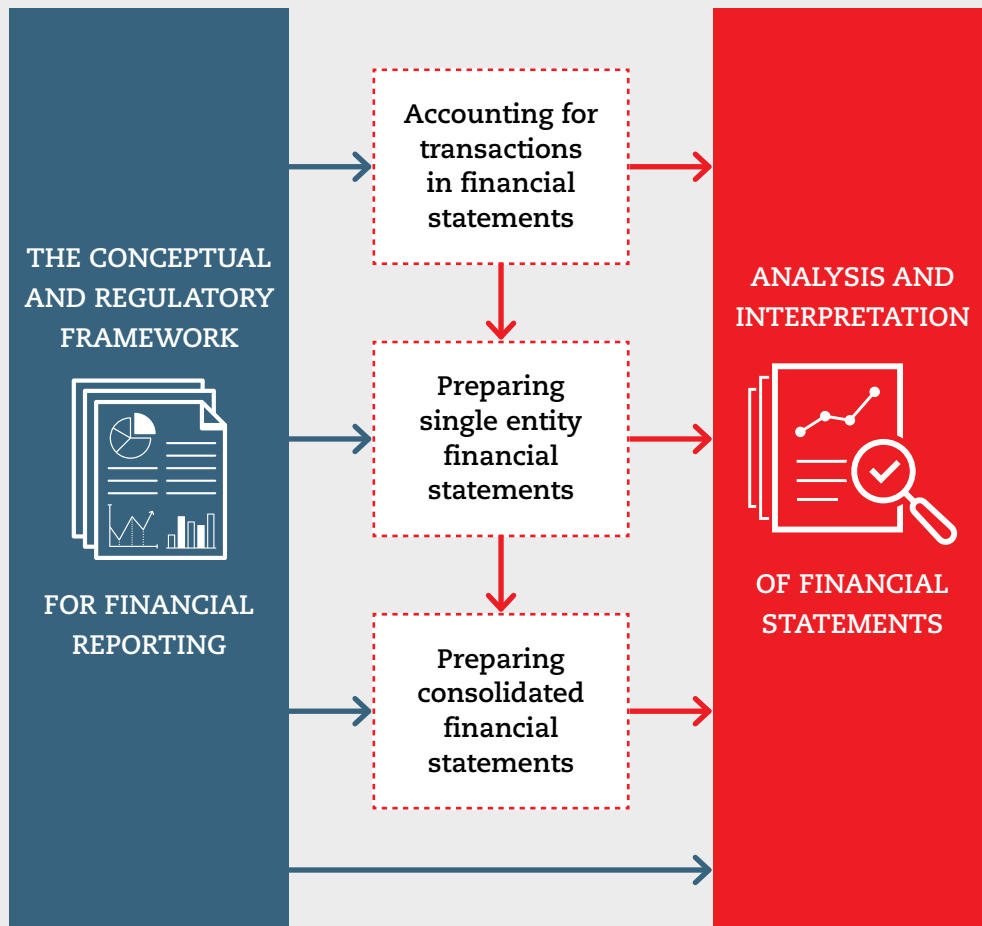 THE CONCEPTUAL
AND REGULATORY
FRAMEWORK
FOR FINANCIAL
REPORTING
Accounting for
transactions
in financial
statements
Preparing
single entity
financial
statements
Preparing
consolidated
financial
statements
ANALYSIS AND
INTERPRETATION
OF FINANCIAL
STATEMENTS